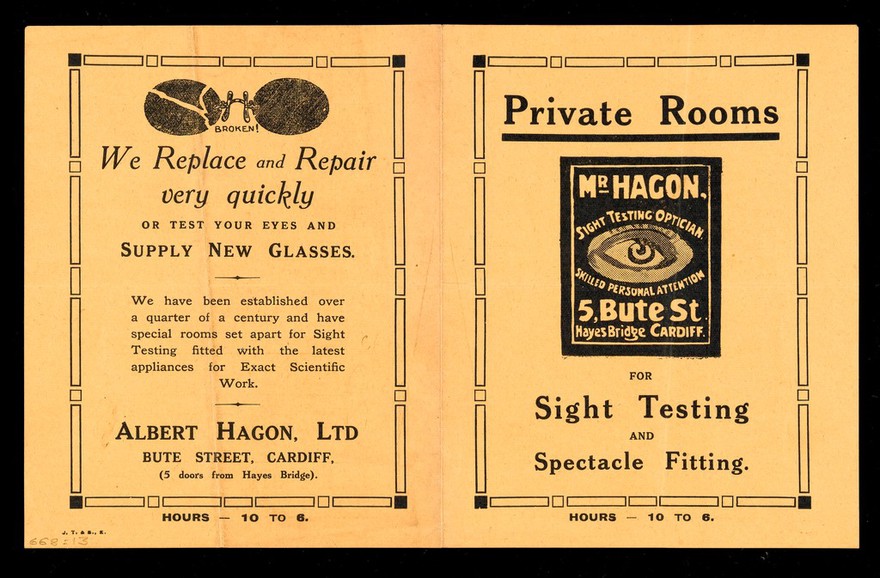 BROKEN!
We Replace and Repair
very quickly
OR TEST YOUR EYES AND
SUPPLY NEW GLASSES.
We have been established over
a quarter of a century and have
special rooms set apart for Sight
Testing fitted with the latest
appliances for Exact Scientific
Work.
ALBERT HAGON, LTD
BUTE STREET, CARDIFF,
(5 doors from Hayes Bridge).
HOURS — 10 TO 6.
J. T. & S., E.
668:13
Private Rooms
MR HAGON,
SIGHT TESTING OPTICIAN.
SKILLED PERSONAL ATTENTION
5, Bute St.
Hayes Bridge CARDIFF.
FOR
Sight Testing
AND
Spectacle Fitting.
HOURS — 10 TO 6.